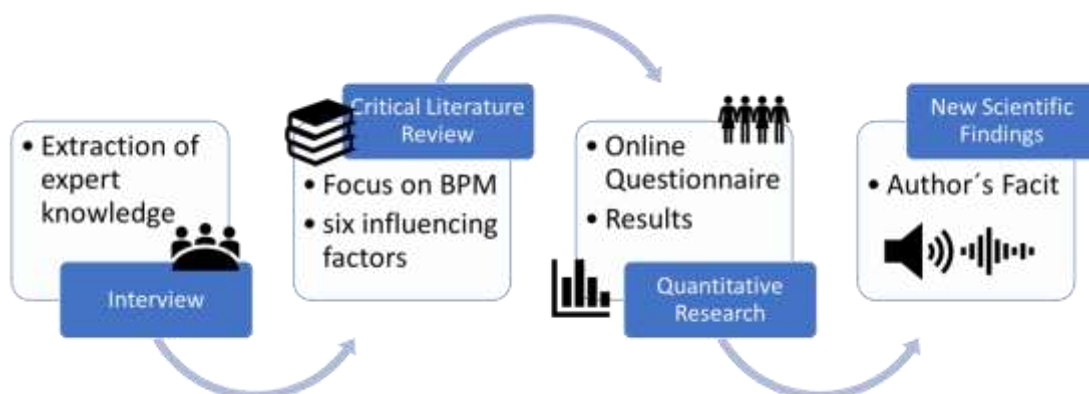 • Extraction of
expert
knowledge
Interview
Critical Literature
Review
• Focus on BPM
• six influencing
factors
• Online
Questionnaire
• Results
Quantitative
Research
New Scientific
Findings
• Author´s Facit